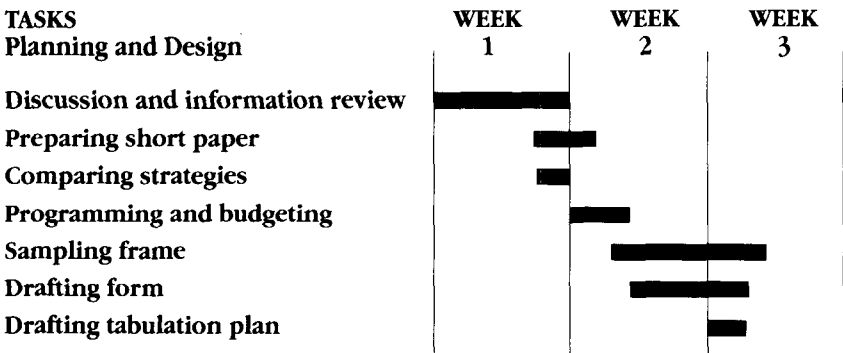 TASKS WEEK WEEK WEEK
Planning and Design 1 2 3
Discussion and information review
Preparing short paper
Comparing strategies
Programming and budgeting
Sampling frame
Drafting form
Drafting tabulation plan